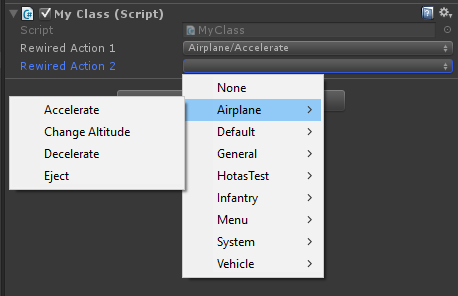 My Class (Script)
Script
MyClass
Rewired Action 1
Airplane/Accelerate
Rewired Action 2
None
Airplane
Default
General
HotasTest
Infantry
Menu
System
Vehicle
Accelerate
Change Altitude
Decelerate
Eject